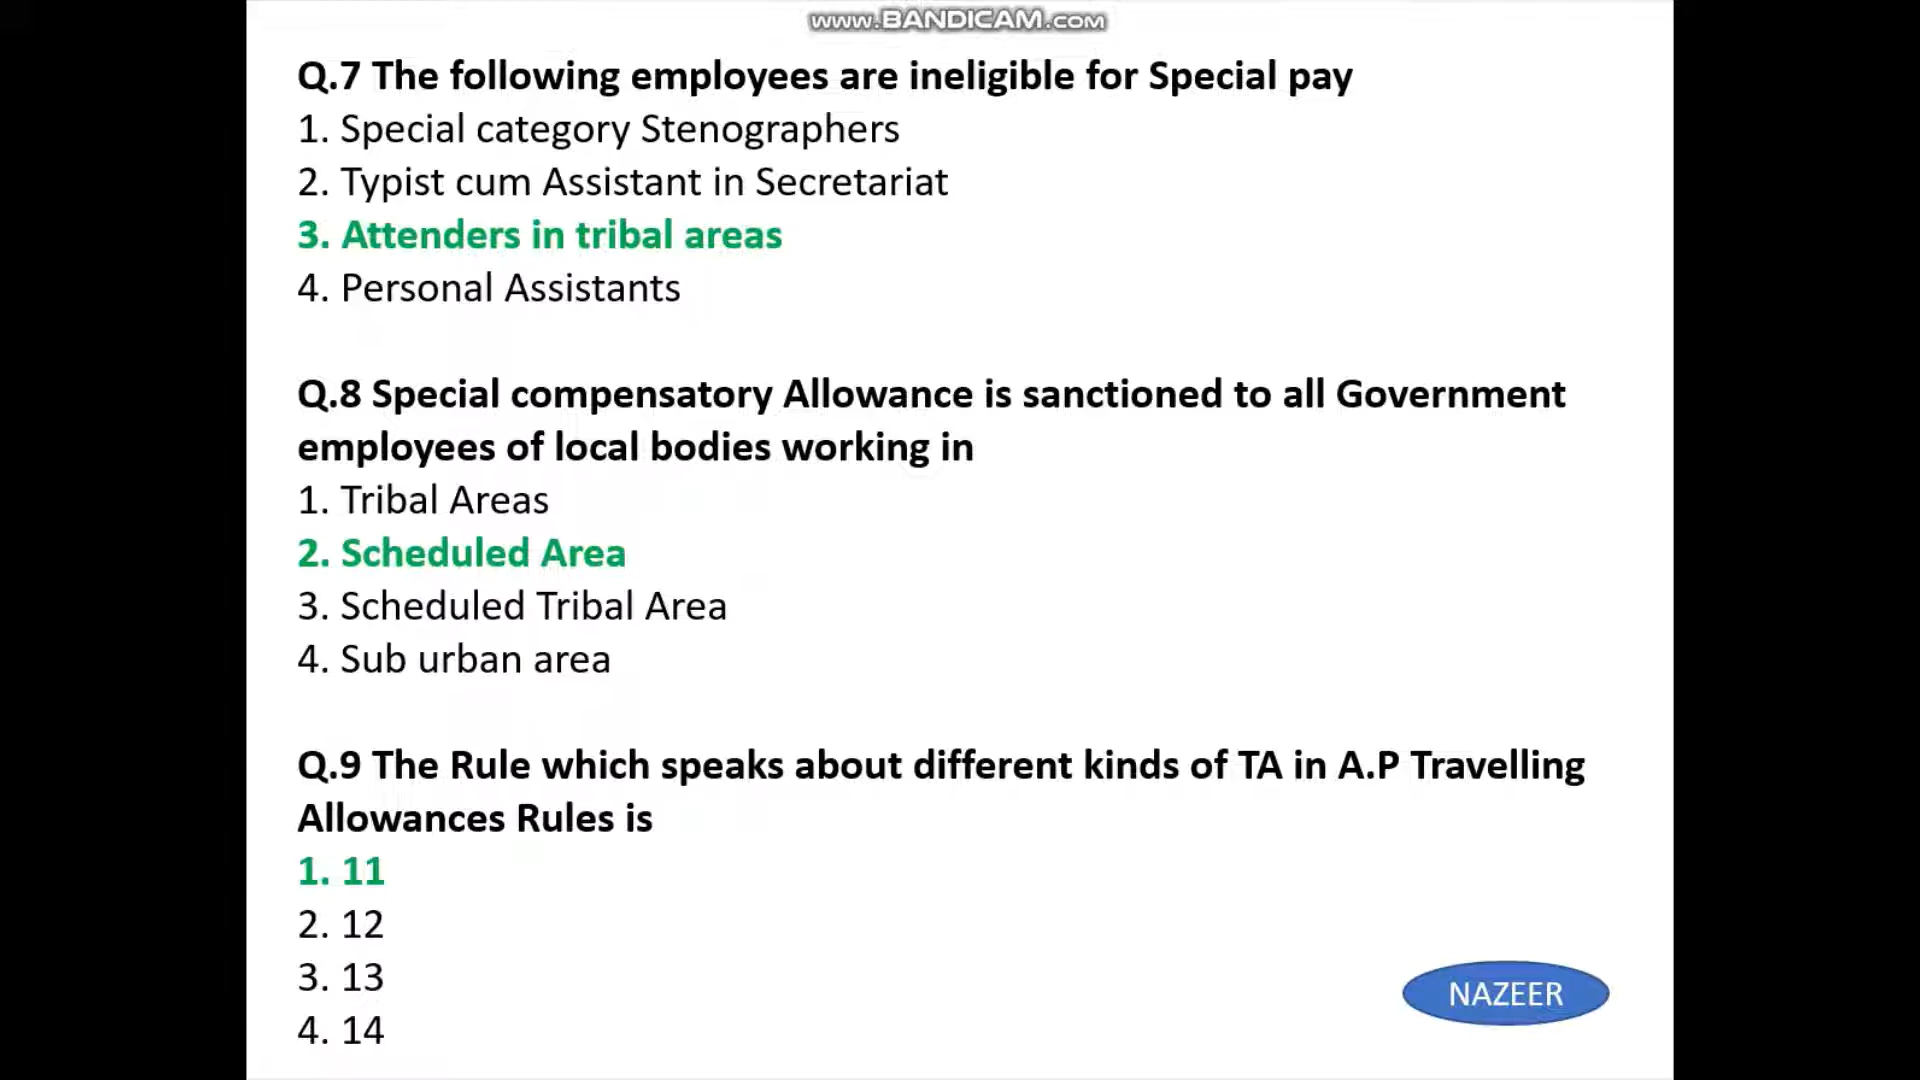 www.BANDICAM.com
Q.7 The following employees are ineligible for Special pay
1. Special category Stenographers
2. Typist cum Assistant in Secretariat
3. Attenders in tribal areas
4. Personal Assistants
Q.8 Special compensatory Allowance is sanctioned to all Government
employees of local bodies working in
1. Tribal Areas
2. Scheduled Area
3. Scheduled Tribal Area
4. Sub urban area
Q.9 The Rule which speaks about different kinds of TA in A.P Travelling
Allowances Rules is
1. 11
2. 12
3. 13
4. 14
NAZEER